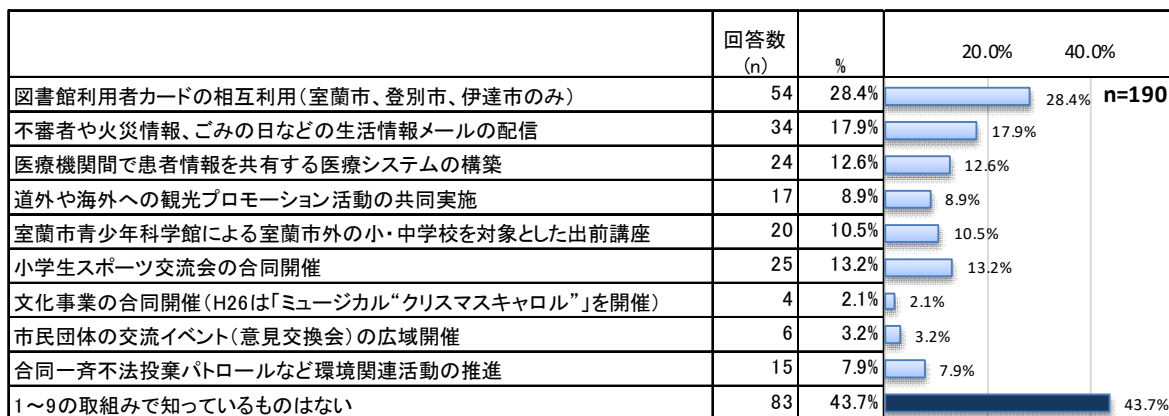 回答数
(n) % 20.0% 40.0%
図書館利用者カードの相互利用(室蘭市、登別市、伊達市のみ) 54 28.4% 28.4% n=190
不審者や火災情報、ごみの日などの生活情報メールの配信 34 17.9% 17.9%
医療機関間で患者情報を共有する医療システムの構築 24 12.6% 12.6%
道外や海外への観光プロモーション活動の共同実施 17 8.9% 8.9%
室蘭市青少年科学館による室蘭市外の小・中学校を対象とした出前講座 20 10.5% 10.5%
小学生スポーツ交流会の合同開催 25 13.2% 13.2%
文化事業の合同開催(H26は「ミュージカル“クリスマスキャロル”」を開催) 4 2.1% 2.1%
市民団体の交流イベント(意見交換会)の広域開催 6 3.2% 3.2%
合同一斉不法投棄パトロールなど環境関連活動の推進 15 7.9% 7.9%
1~9の取組みで知っているものはない 83 43.7% 43.7%